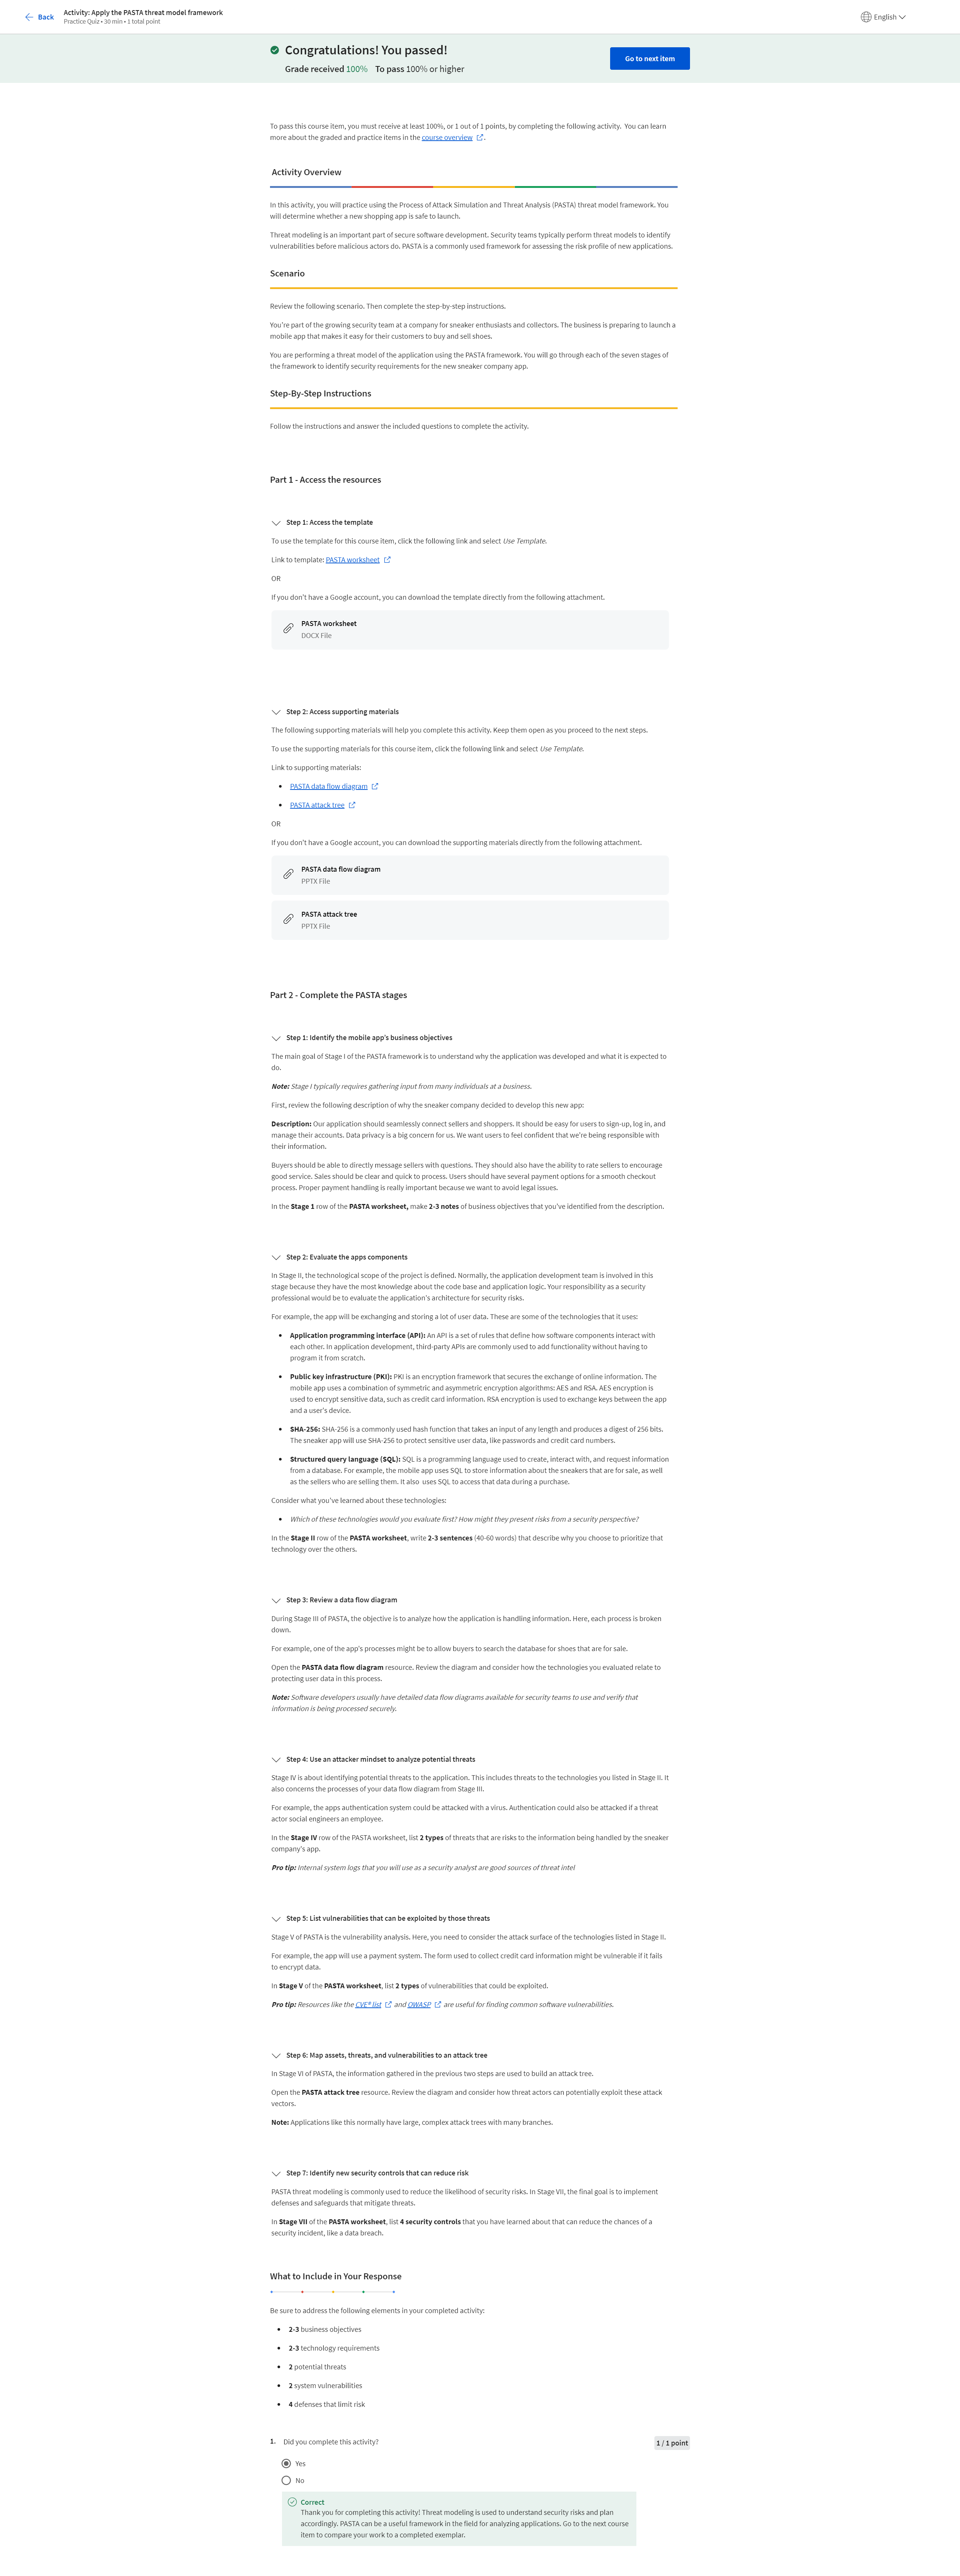 Back
Activity: Apply the PASTA threat model framework
Practice Quiz • 30 min • 1 total point
English
Congratulations! You passed!
Grade received 100% To pass 100% or higher
Go to next item
To pass this course item, you must receive at least 100%, or 1 out of 1 points, by completing the following activity. You can learn
more about the graded and practice items in the course overview .
Activity Overview
In this activity, you will practice using the Process of Attack Simulation and Threat Analysis (PASTA) threat model framework. You
will determine whether a new shopping app is safe to launch.
Threat modeling is an important part of secure software development. Security teams typically perform threat models to identify
vulnerabilities before malicious actors do. PASTA is a commonly used framework for assessing the risk profile of new applications.
Scenario
Review the following scenario. Then complete the step-by-step instructions.
You're part of the growing security team at a company for sneaker enthusiasts and collectors. The business is preparing to launch a
mobile app that makes it easy for their customers to buy and sell shoes.
You are performing a threat model of the application using the PASTA framework. You will go through each of the seven stages of
the framework to identify security requirements for the new sneaker company app.
Step-By-Step Instructions
Follow the instructions and answer the included questions to complete the activity.
Part 1 - Access the resources
Step 1: Access the template
To use the template for this course item, click the following link and select Use Template.
Link to template: PASTA worksheet
OR
If you don't have a Google account, you can download the template directly from the following attachment.
PASTA worksheet
DOCX File
Step 2: Access supporting materials
The following supporting materials will help you complete this activity. Keep them open as you proceed to the next steps.
To use the supporting materials for this course item, click the following link and select Use Template.
Link to supporting materials:
• PASTA data flow diagram
• PASTA attack tree
OR
If you don't have a Google account, you can download the supporting materials directly from the following attachment.
PASTA data flow diagram
PPTX File
PASTA attack tree
PPTX File
Part 2 - Complete the PASTA stages
Step 1: Identify the mobile app's business objectives
The main goal of Stage I of the PASTA framework is to understand why the application was developed and what it is expected to
do.
Note: Stage I typically requires gathering input from many individuals at a business.
First, review the following description of why the sneaker company decided to develop this new app:
Description: Our application should seamlessly connect sellers and shoppers. It should be easy for users to sign-up, log in, and
manage their accounts. Data privacy is a big concern for us. We want users to feel confident that we're being responsible with
their information.
Buyers should be able to directly message sellers with questions. They should also have the ability to rate sellers to encourage
good service. Sales should be clear and quick to process. Users should have several payment options for a smooth checkout
process. Proper payment handling is really important because we want to avoid legal issues.
In the Stage 1 row of the PASTA worksheet, make 2-3 notes of business objectives that you've identified from the description.
Step 2: Evaluate the apps components
In Stage II, the technological scope of the project is defined. Normally, the application development team is involved in this
stage because they have the most knowledge about the code base and application logic. Your responsibility as a security
professional would be to evaluate the application's architecture for security risks.
For example, the app will be exchanging and storing a lot of user data. These are some of the technologies that it uses:
• Application programming interface (API): An API is a set of rules that define how software components interact with
each other. In application development, third-party APIs are commonly used to add functionality without having to
program it from scratch.
• Public key infrastructure (PKI): PKI is an encryption framework that secures the exchange of online information. The
mobile app uses a combination of symmetric and asymmetric encryption algorithms: AES and RSA. AES encryption is
used to encrypt sensitive data, such as credit card information. RSA encryption is used to exchange keys between the app
and a user's device.
• SHA-256: SHA-256 is a commonly used hash function that takes an input of any length and produces a digest of 256 bits.
The sneaker app will use SHA-256 to protect sensitive user data, like passwords and credit card numbers.
• Structured query language (SQL): SQL is a programming language used to create, interact with, and request information
from a database. For example, the mobile app uses SQL to store information about the sneakers that are for sale, as well
as the sellers who are selling them. It also uses SQL to access that data during a purchase.
Consider what you've learned about these technologies:
• Which of these technologies would you evaluate first? How might they present risks from a security perspective?
In the Stage II row of the PASTA worksheet, write 2-3 sentences (40-60 words) that describe why you choose to prioritize that
technology over the others.
Step 3: Review a data flow diagram
During Stage III of PASTA, the objective is to analyze how the application is handling information. Here, each process is broken
down.
For example, one of the app's processes might be to allow buyers to search the database for shoes that are for sale.
Open the PASTA data flow diagram resource. Review the diagram and consider how the technologies you evaluated relate to
protecting user data in this process.
Note: Software developers usually have detailed data flow diagrams available for security teams to use and verify that
information is being processed securely.
Step 4: Use an attacker mindset to analyze potential threats
Stage IV is about identifying potential threats to the application. This includes threats to the technologies you listed in Stage II. It
also concerns the processes of your data flow diagram from Stage III.
For example, the apps authentication system could be attacked with a virus. Authentication could also be attacked if a threat
actor social engineers an employee.
In the Stage IV row of the PASTA worksheet, list 2 types of threats that are risks to the information being handled by the sneaker
company's app.
Pro tip: Internal system logs that you will use as a security analyst are good sources of threat intel
Step 5: List vulnerabilities that can be exploited by those threats
Stage V of PASTA is the vulnerability analysis. Here, you need to consider the attack surface of the technologies listed in Stage II.
For example, the app will use a payment system. The form used to collect credit card information might be vulnerable if it fails
to encrypt data.
In Stage V of the PASTA worksheet, list 2 types of vulnerabilities that could be exploited.
Pro tip: Resources like the CVE® list and OWASP are useful for finding common software vulnerabilities.
Step 6: Map assets, threats, and vulnerabilities to an attack tree
In Stage VI of PASTA, the information gathered in the previous two steps are used to build an attack tree.
Open the PASTA attack tree resource. Review the diagram and consider how threat actors can potentially exploit these attack
vectors.
Note: Applications like this normally have large, complex attack trees with many branches.
Step 7: Identify new security controls that can reduce risk
PASTA threat modeling is commonly used to reduce the likelihood of security risks. In Stage VII, the final goal is to implement
defenses and safeguards that mitigate threats.
In Stage VII of the PASTA worksheet, list 4 security controls that you have learned about that can reduce the chances of a
security incident, like a data breach.
What to Include in Your Response
Be sure to address the following elements in your completed activity:
• 2-3 business objectives
• 2-3 technology requirements
• 2 potential threats
• 2 system vulnerabilities
• 4 defenses that limit risk
1. Did you complete this activity?
1 / 1 point
Yes
No
Correct
Thank you for completing this activity! Threat modeling is used to understand security risks and plan
accordingly. PASTA can be a useful framework in the field for analyzing applications. Go to the next course
item to compare your work to a completed exemplar.